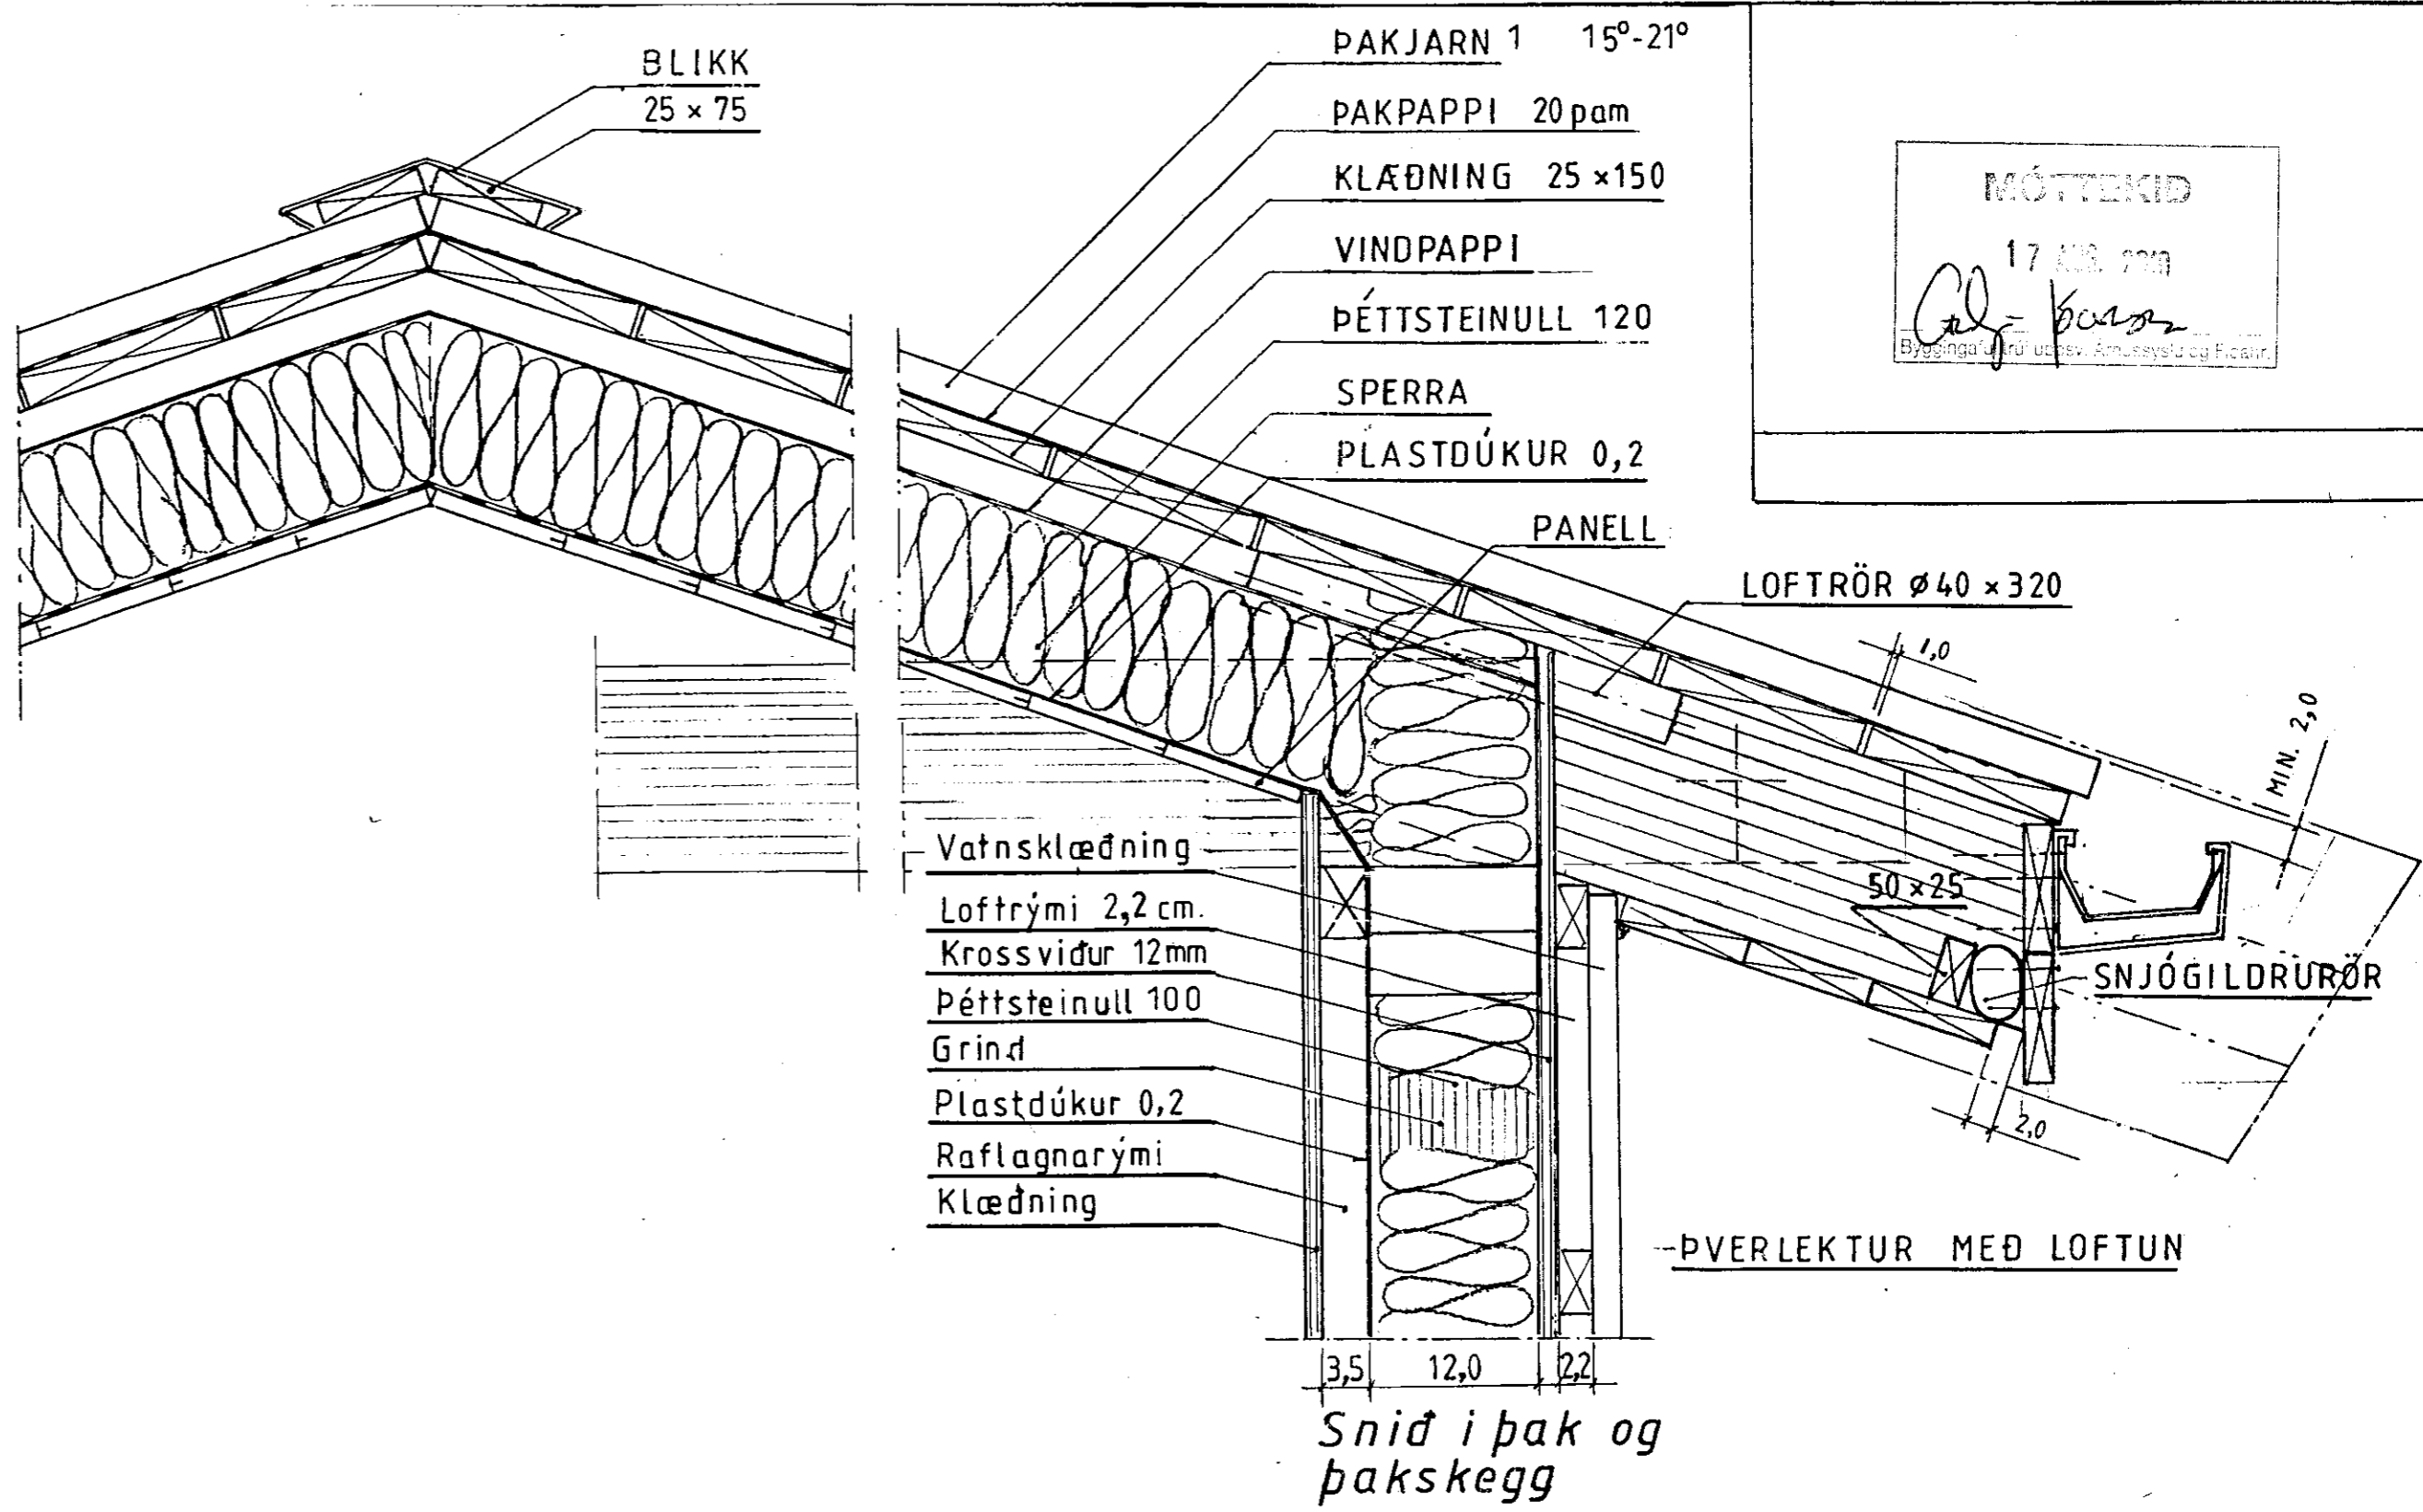 BLIKK
25 × 75
ÞAKJARN 1 15°-21°
ÞAKPAPPI 20 pam
KLÆÐNING 25 ×150
VINDPAPPI
ÞÉTTSTEINULL 120
SPERRA
PLASTDÚKUR 0,2
PANELL
LOFTRÖR ø40 × 320
MÓTTEKIÐ
17
1,0
MIN. 2,0
50 × 25
SNJÓGILDRURÖR
2,0
Vatnsklæðning
Loftrými 2,2 cm.
Krossviður 12mm
Þéttsteinull 100
Grind
Plastdúkur 0,2
Raflagnarými
Klæðning
ÞVERLEKTUR MEÐ LOFTUN
3,5 12,0 2,2
Snið i þak og
þakskegg